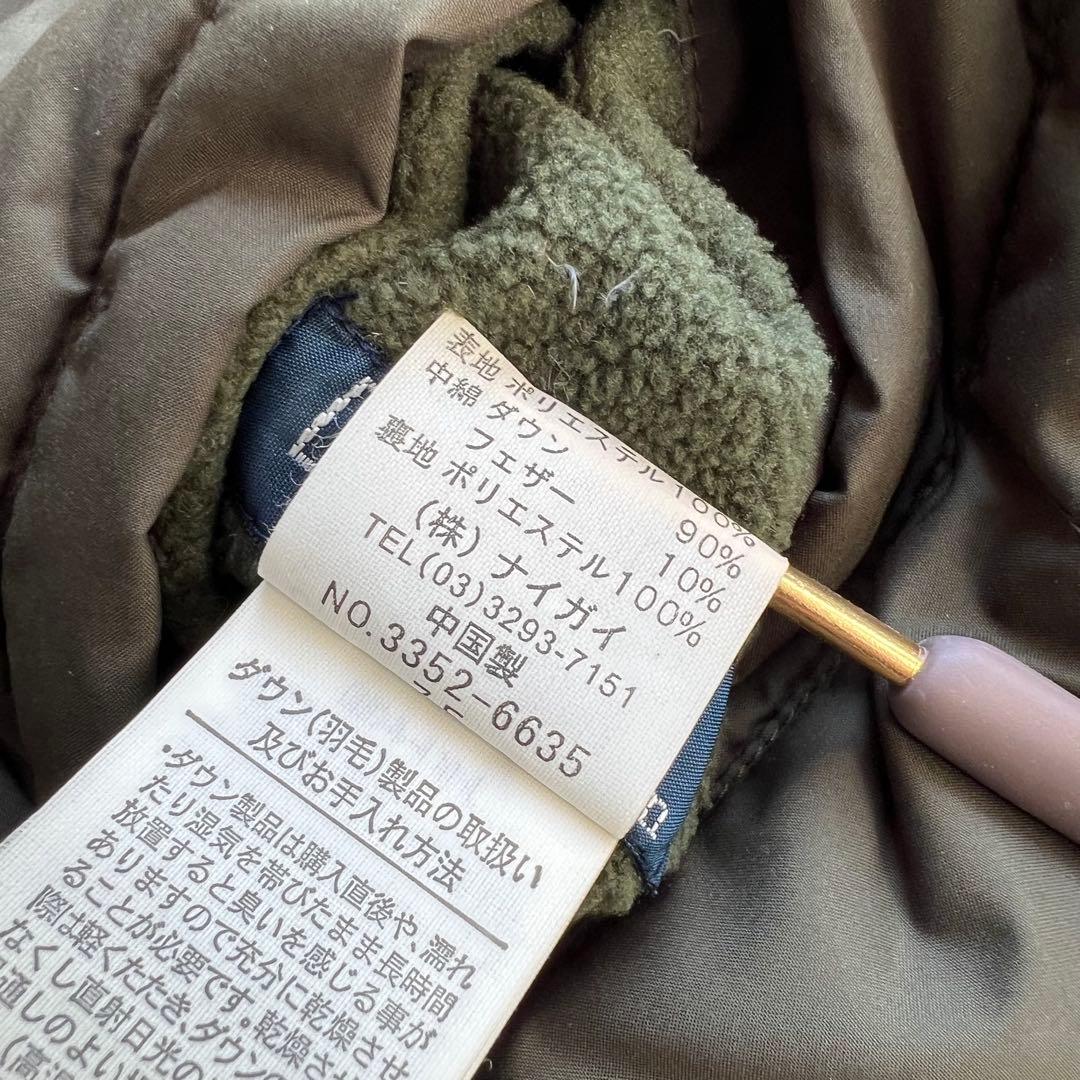 表地 ポリエステル100%
中綿 ダウン 90%
フェザー 10%
裏地 ポリエステル100%
(株) ナイガイ
TEL(03)3293-7151
中国製
NO.3352-6635
ダウン(羽毛)製品の取扱い
及びお手入れ方法
・ダウン製品は購入直後や、濡れ
たり湿気を帯びたまま長時間
放置すると臭いを感じる事が
ありますので充分に乾燥させ
ることが必要です。乾燥させ
際は軽くたたき、ダウン
なくし直射日光の
通しのよい